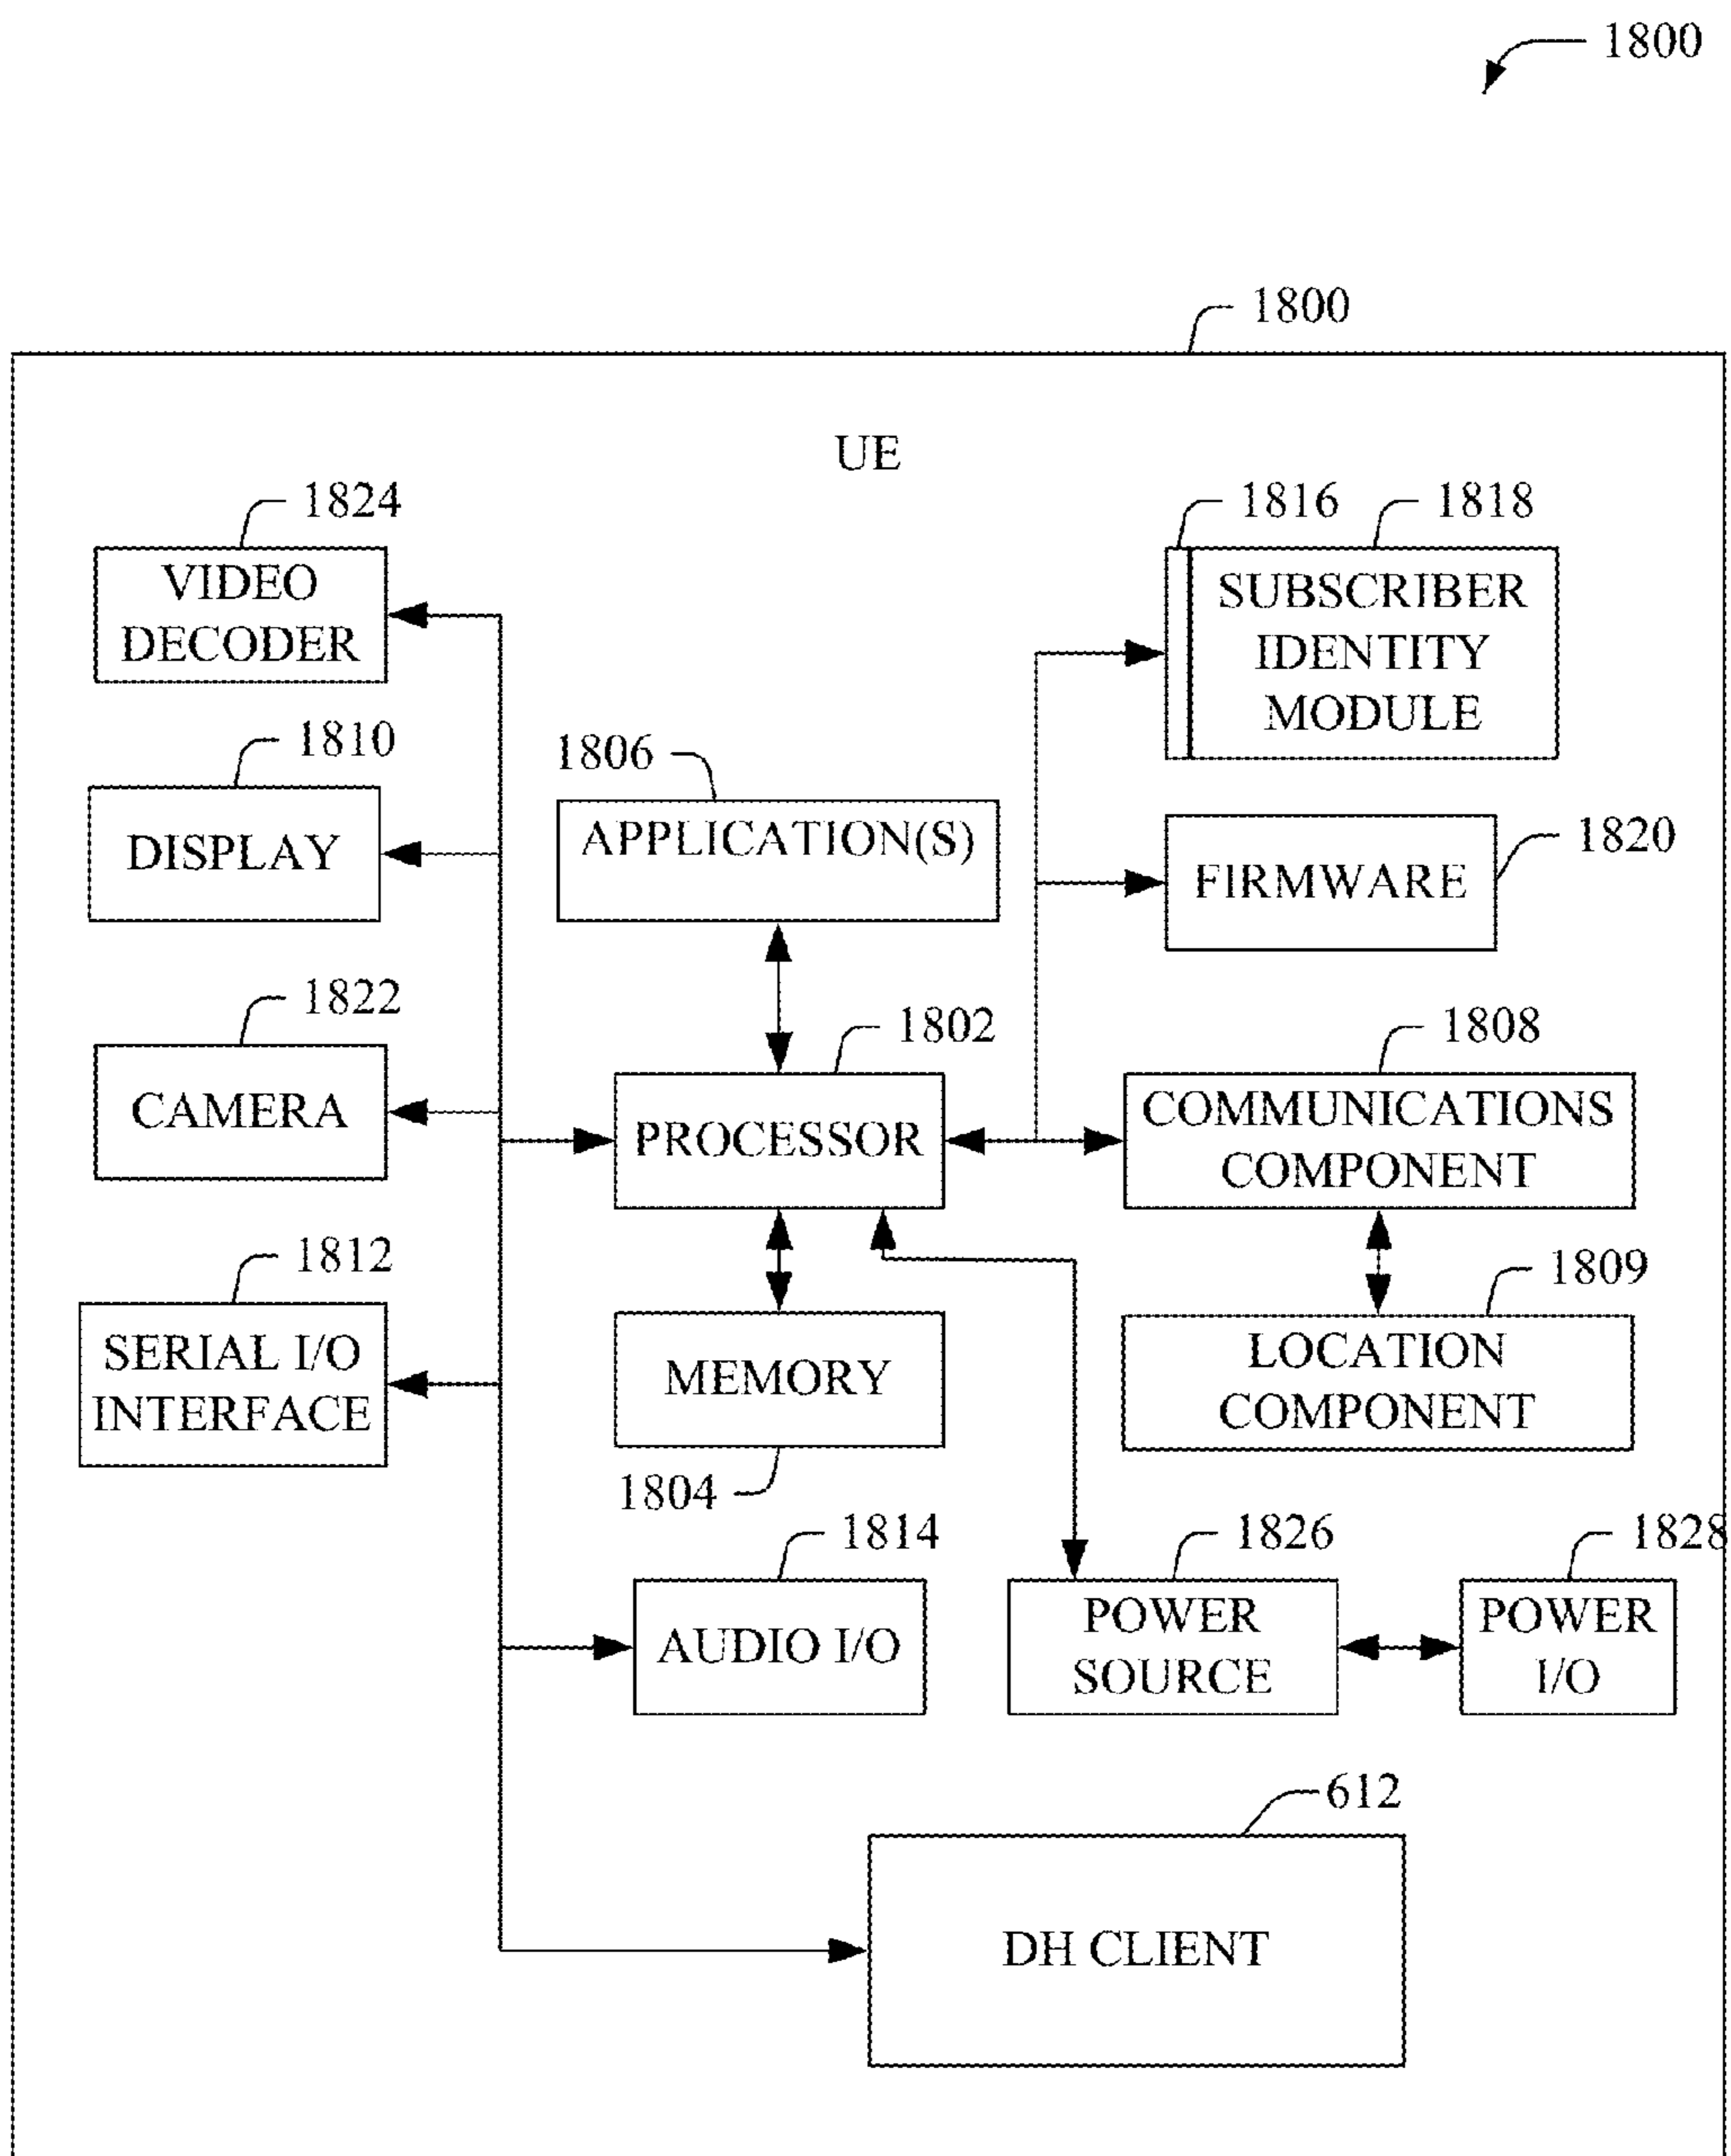 1800
1800
UE
1824
VIDEO
DECODER
1816
1818
SUBSCRIBER
IDENTITY
MODULE
1810
DISPLAY
1806
APPLICATION(S)
1820
FIRMWARE
1822
CAMERA
1802
PROCESSOR
1808
COMMUNICATIONS
COMPONENT
1812
SERIAL I/O
INTERFACE
MEMORY
1804
1809
LOCATION
COMPONENT
1814
AUDIO I/O
1826
POWER
SOURCE
1828
POWER
I/O
612
DH CLIENT